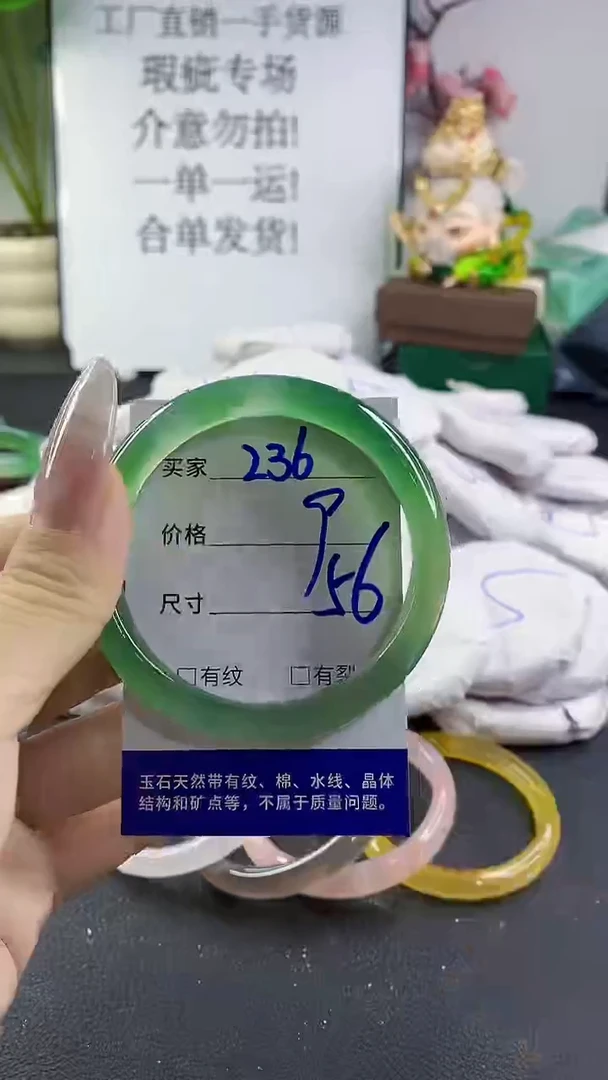 工厂直销一手货源
瑕疵专场
介意勿拍!
一单一运!
合单发货!
买家 236
价格
尺寸 56
□有纹 □有裂
玉石天然带有纹、棉、水线、晶体
结构和矿点等，不属于质量问题。